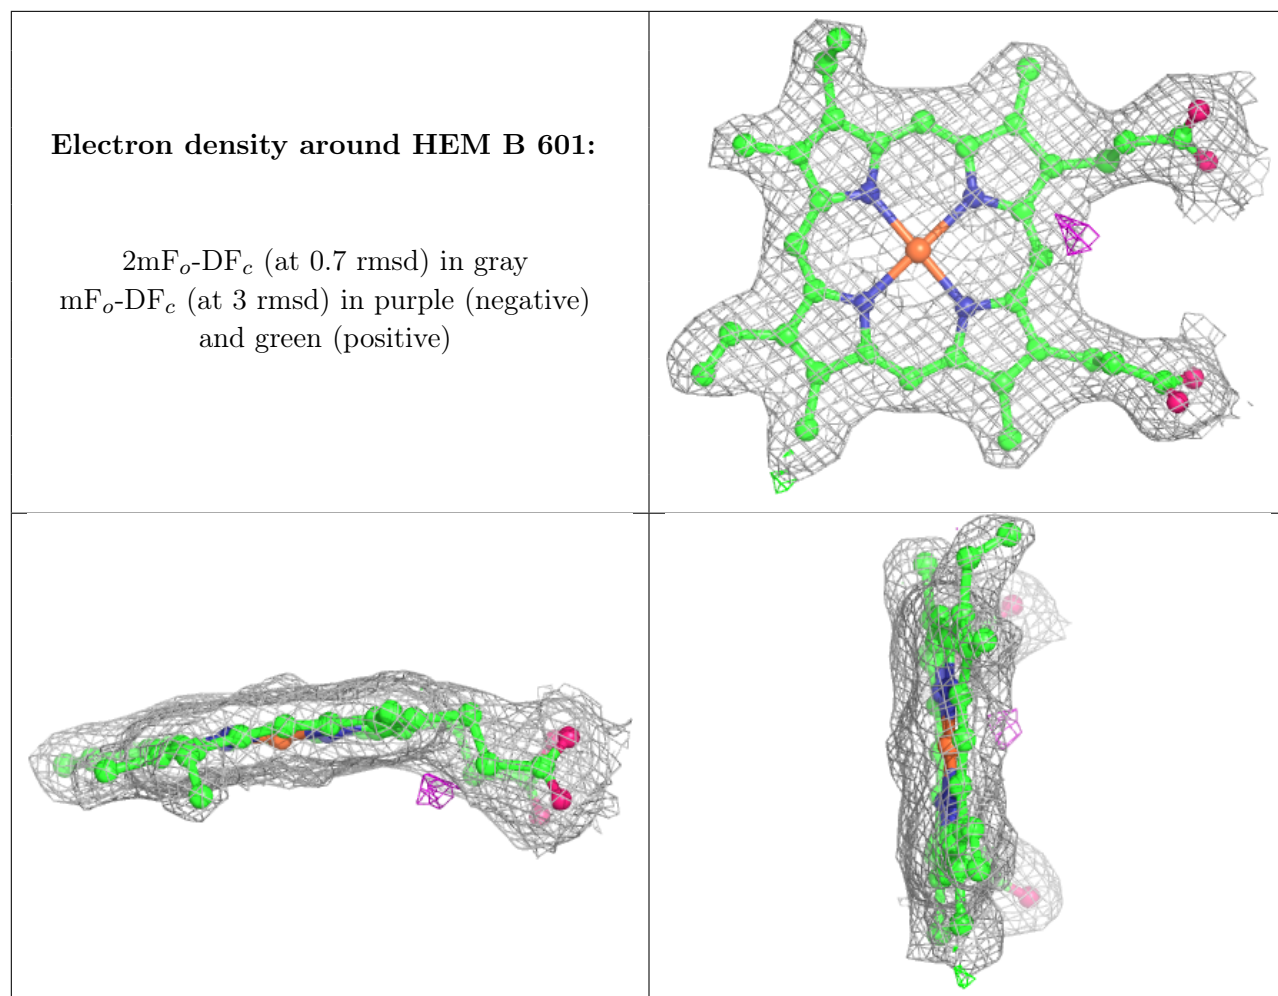 Electron density around HEM B 601:
2mFo-DFc (at 0.7 rmsd) in gray
mFo-DFc (at 3 rmsd) in purple (negative)
and green (positive)